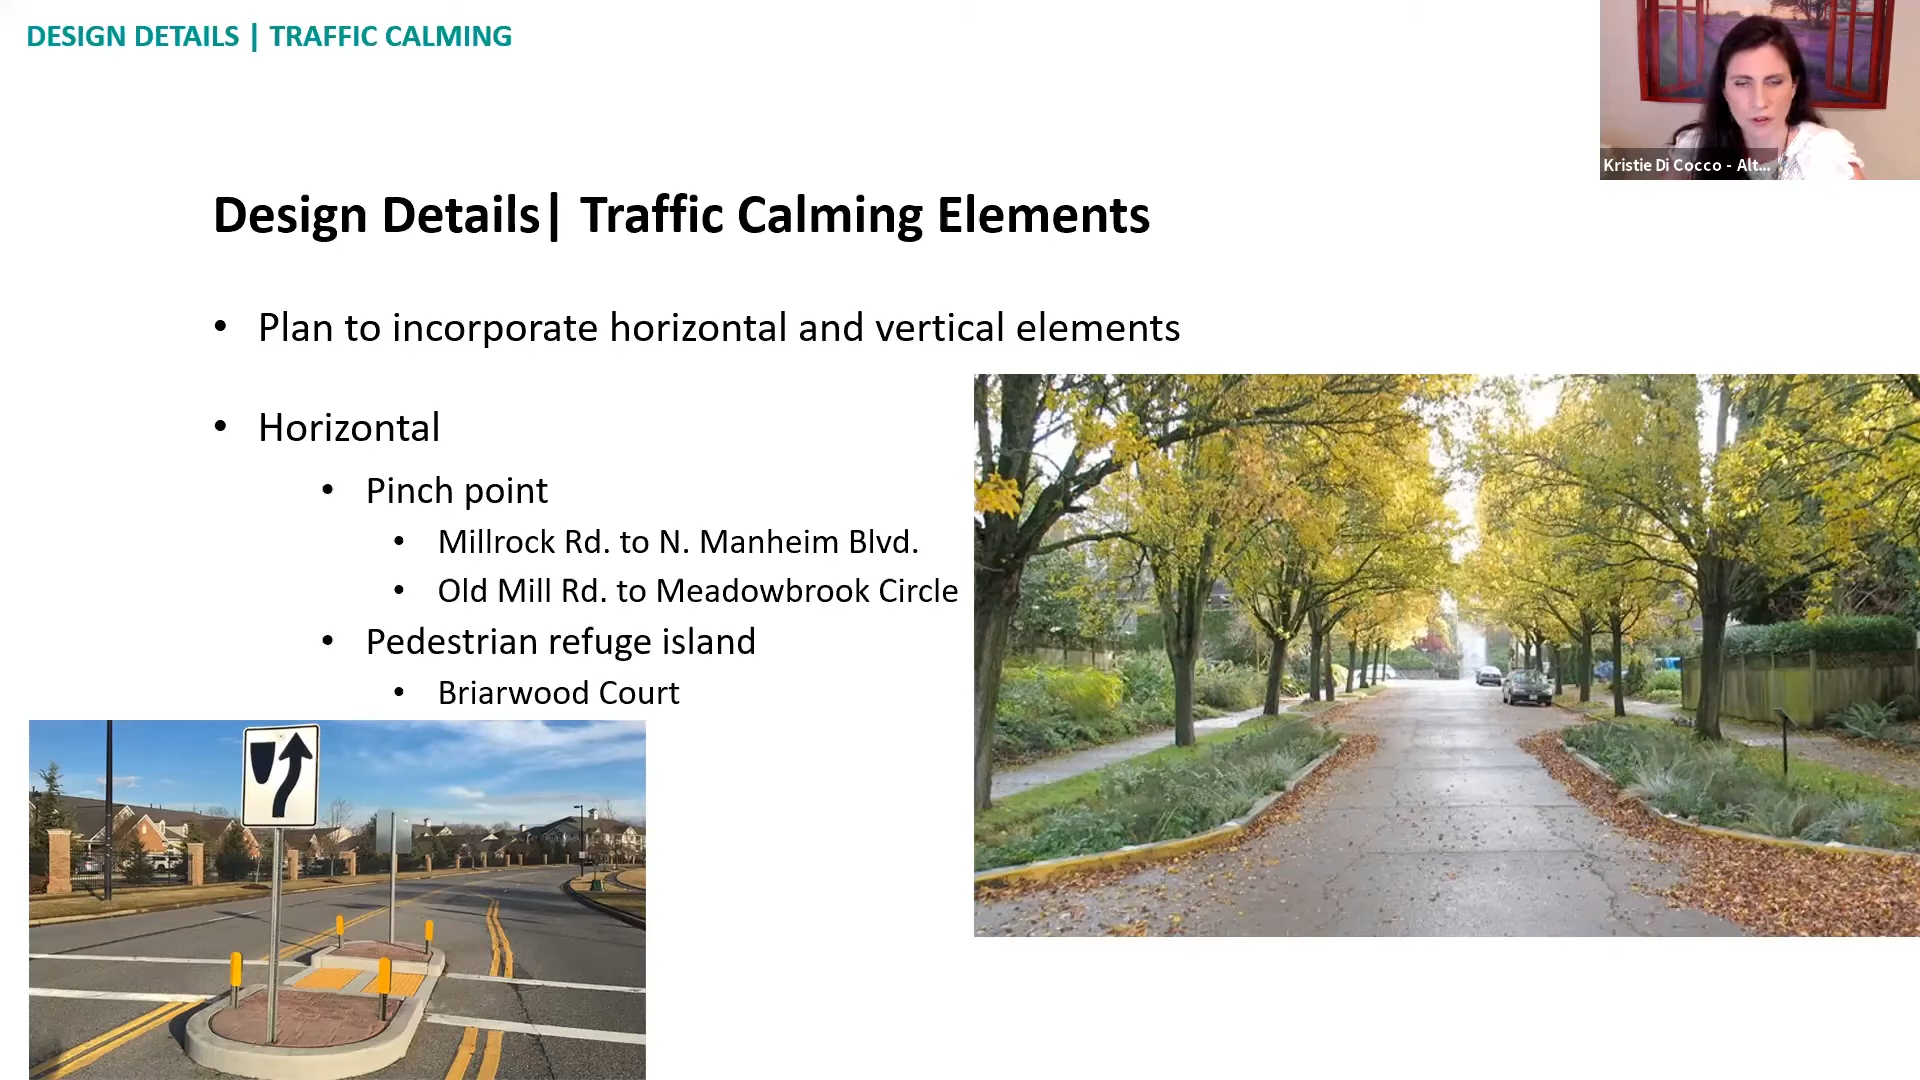 DESIGN DETAILS | TRAFFIC CALMING
Kristie Di Cocco - Alt...
Design Details| Traffic Calming Elements
• Plan to incorporate horizontal and vertical elements
• Horizontal
• Pinch point
• Millrock Rd. to N. Manheim Blvd.
• Old Mill Rd. to Meadowbrook Circle
• Pedestrian refuge island
• Briarwood Court